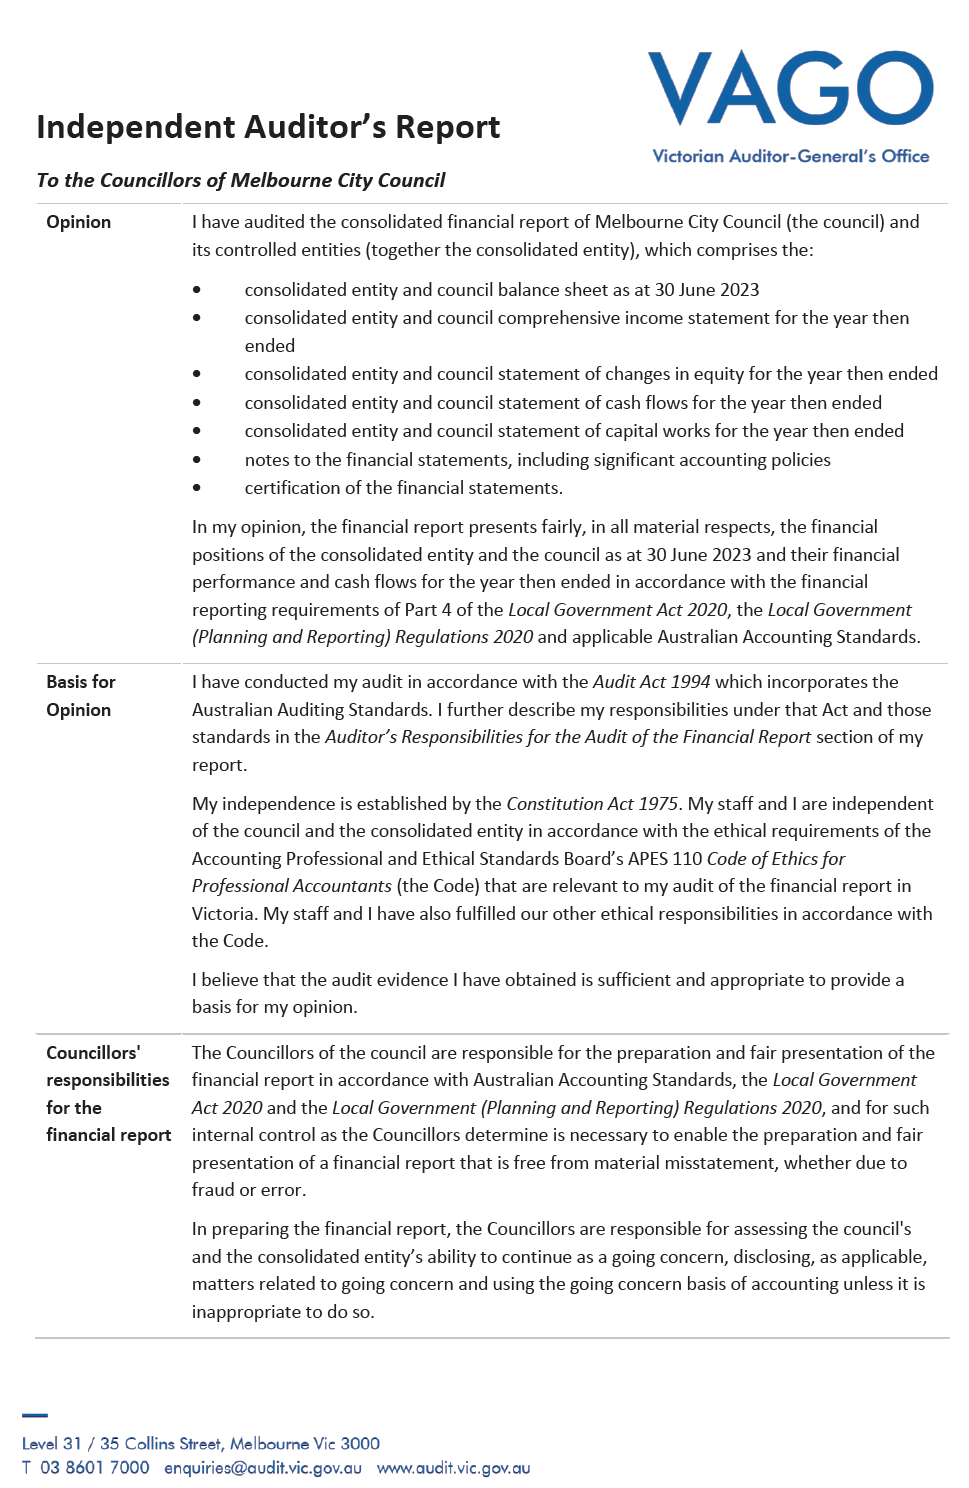 VAGO
Victorian Auditor-General's Office
Independent Auditor’s Report
To the Councillors of Melbourne City Council
Opinion
I have audited the consolidated financial report of Melbourne City Council (the council) and
its controlled entities (together the consolidated entity), which comprises the:
• consolidated entity and council balance sheet as at 30 June 2023
• consolidated entity and council comprehensive income statement for the year then
ended
• consolidated entity and council statement of changes in equity for the year then ended
• consolidated entity and council statement of cash flows for the year then ended
• consolidated entity and council statement of capital works for the year then ended
• notes to the financial statements, including significant accounting policies
• certification of the financial statements.
In my opinion, the financial report presents fairly, in all material respects, the financial
positions of the consolidated entity and the council as at 30 June 2023 and their financial
performance and cash flows for the year then ended in accordance with the financial
reporting requirements of Part 4 of the Local Government Act 2020, the Local Government
(Planning and Reporting) Regulations 2020 and applicable Australian Accounting Standards.
Basis for
Opinion
I have conducted my audit in accordance with the Audit Act 1994 which incorporates the
Australian Auditing Standards. I further describe my responsibilities under that Act and those
standards in the Auditor’s Responsibilities for the Audit of the Financial Report section of my
report.
My independence is established by the Constitution Act 1975. My staff and I are independent
of the council and the consolidated entity in accordance with the ethical requirements of the
Accounting Professional and Ethical Standards Board’s APES 110 Code of Ethics for
Professional Accountants (the Code) that are relevant to my audit of the financial report in
Victoria. My staff and I have also fulfilled our other ethical responsibilities in accordance with
the Code.
I believe that the audit evidence I have obtained is sufficient and appropriate to provide a
basis for my opinion.
Councillors'
responsibilities
for the
financial report
The Councillors of the council are responsible for the preparation and fair presentation of the
financial report in accordance with Australian Accounting Standards, the Local Government
Act 2020 and the Local Government (Planning and Reporting) Regulations 2020, and for such
internal control as the Councillors determine is necessary to enable the preparation and fair
presentation of a financial report that is free from material misstatement, whether due to
fraud or error.
In preparing the financial report, the Councillors are responsible for assessing the council's
and the consolidated entity’s ability to continue as a going concern, disclosing, as applicable,
matters related to going concern and using the going concern basis of accounting unless it is
inappropriate to do so.
Level 31 / 35 Collins Street, Melbourne Vic 3000
T 03 8601 7000 enquiries@audit.vic.gov.au www.audit.vic.gov.au